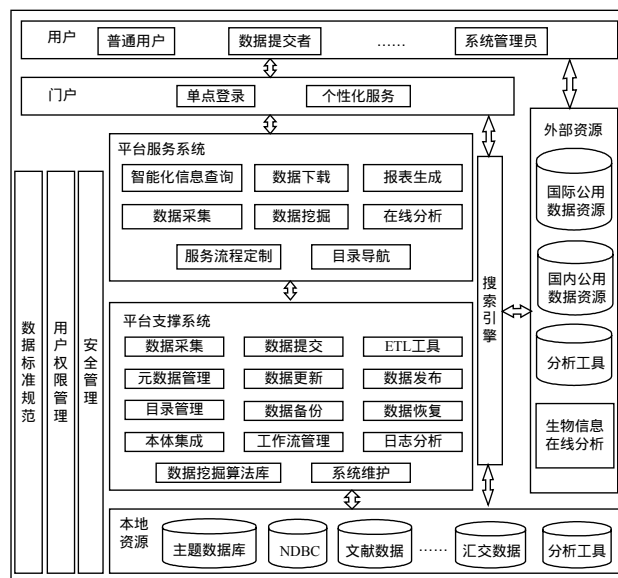 用户
普通用户
数据提交者
……
系统管理员
门户
单点登录
个性化服务
平台服务系统
智能化信息查询
数据下载
报表生成
数据采集
数据挖掘
在线分析
服务流程定制
目录导航
平台支撑系统
数据采集
数据提交
ETL工具
元数据管理
数据更新
数据发布
目录管理
数据备份
数据恢复
本体集成
工作流管理
日志分析
数据挖掘算法库
系统维护
数据标准规范
用户权限管理
安全管理
搜索引擎
外部资源
国际公用
数据资源
国内公用
数据资源
分析工具
生物信息
在线分析
本地
资源
主题数据库
NDBC
文献数据
……
汇交数据
分析工具